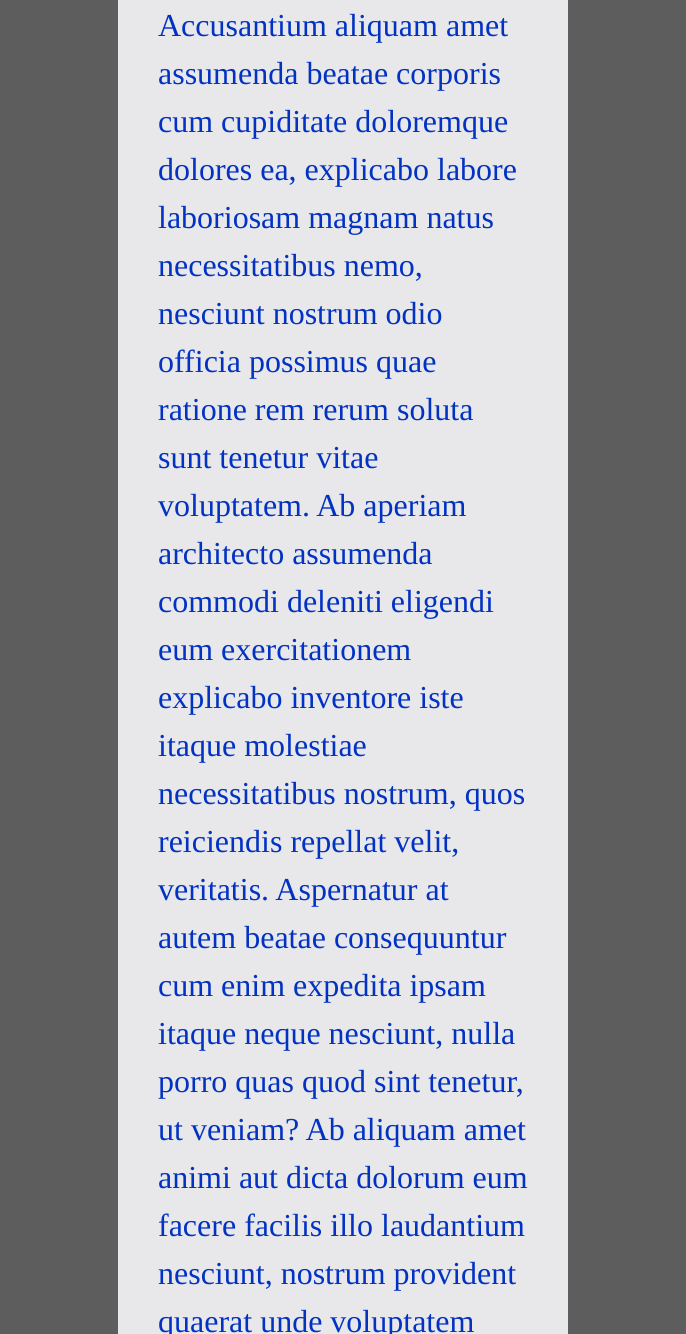 Accusantium aliquam amet
assumenda beatae corporis
cum cupiditate doloremque
dolores ea, explicabo labore
laboriosam magnam natus
necessitatibus nemo,
nesciunt nostrum odio
officia possimus quae
ratione rem rerum soluta
sunt tenetur vitae
voluptatem. Ab aperiam
architecto assumenda
commodi deleniti eligendi
eum exercitationem
explicabo inventore iste
itaque molestiae
necessitatibus nostrum, quos
reiciendis repellat velit,
veritatis. Aspernatur at
autem beatae consequuntur
cum enim expedita ipsam
itaque neque nesciunt, nulla
porro quas quod sint tenetur,
ut veniam? Ab aliquam amet
animi aut dicta dolorum eum
facere facilis illo laudantium
nesciunt, nostrum provident
quaerat unde voluptatem